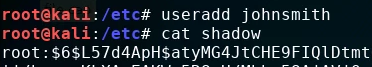 root@kali:/etc# useradd johnsmith
root@kali:/etc# cat shadow
root:$6$L57d4ApH$atyMG4JtCHE9FIQlDtmt